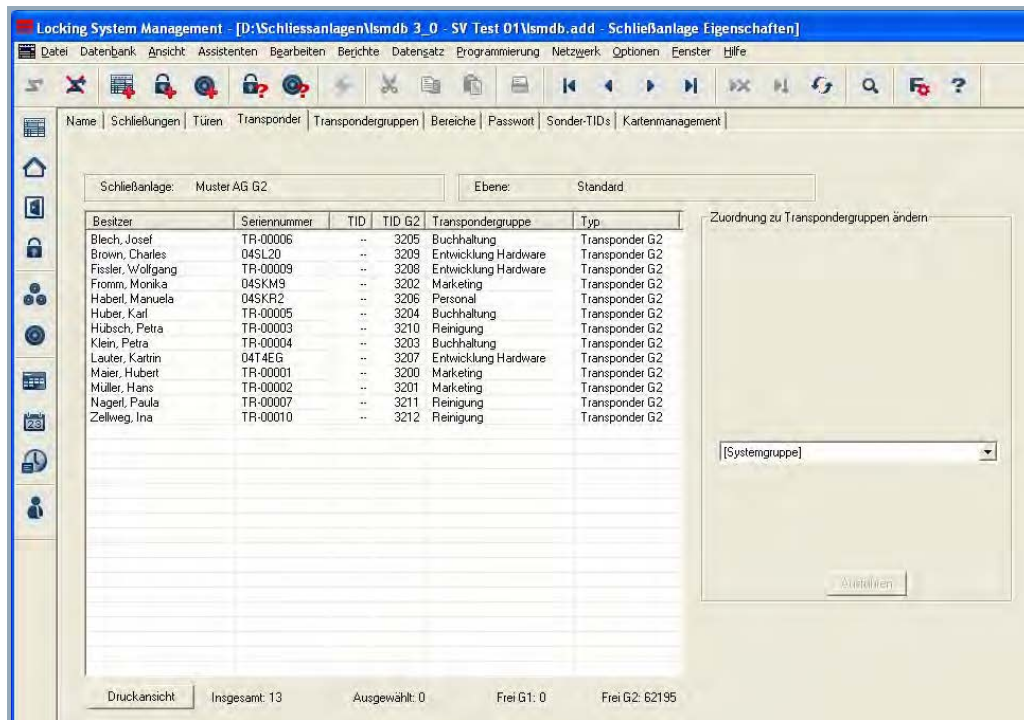 Locking System Management - [D:\Schliessanlagen\lsmdb 3_0 - SV Test 01\lsmdb.add - Schließanlage Eigenschaften]
Datei Datenbank Ansicht Assistenten Bearbeiten Berichte Datensatz Programmierung Netzwerk Optionen Fenster Hilfe
Name Schließungen Türen Transponder Transpondergruppen Bereiche Passwort Sonder-TIDs Kartenmanagement
Schließanlage: Muster AG G2 Ebene: Standard
Besitzer Seriennummer TID TID G2 Transpondergruppe Typ
Blech, Josef TR-00006 -- 3205 Buchhaltung Transponder G2
Brown, Charles 04SL20 -- 3209 Entwicklung Hardware Transponder G2
Fissler, Wolfgang TR-00009 -- 3208 Entwicklung Hardware Transponder G2
Fromm, Monika 04SKM9 -- 3202 Marketing Transponder G2
Haberl, Manuela 04SKR2 -- 3206 Personal Transponder G2
Huber, Karl TR-00005 -- 3204 Buchhaltung Transponder G2
Hübsch, Petra TR-00003 -- 3210 Reinigung Transponder G2
Klein, Petra TR-00004 -- 3203 Buchhaltung Transponder G2
Lauter, Kartrin 04T4EG -- 3207 Entwicklung Hardware Transponder G2
Maier, Hubert TR-00001 -- 3200 Marketing Transponder G2
Müller, Hans TR-00002 -- 3201 Marketing Transponder G2
Nagerl, Paula TR-00007 -- 3211 Reinigung Transponder G2
Zellweg, Ina TR-00010 -- 3212 Reinigung Transponder G2
Zuordnung zu Transpondergruppen ändern
[Systemgruppe]
Ausführen
Druckansicht Insgesamt: 13 Ausgewählt: 0 Frei G1: 0 Frei G2: 62195